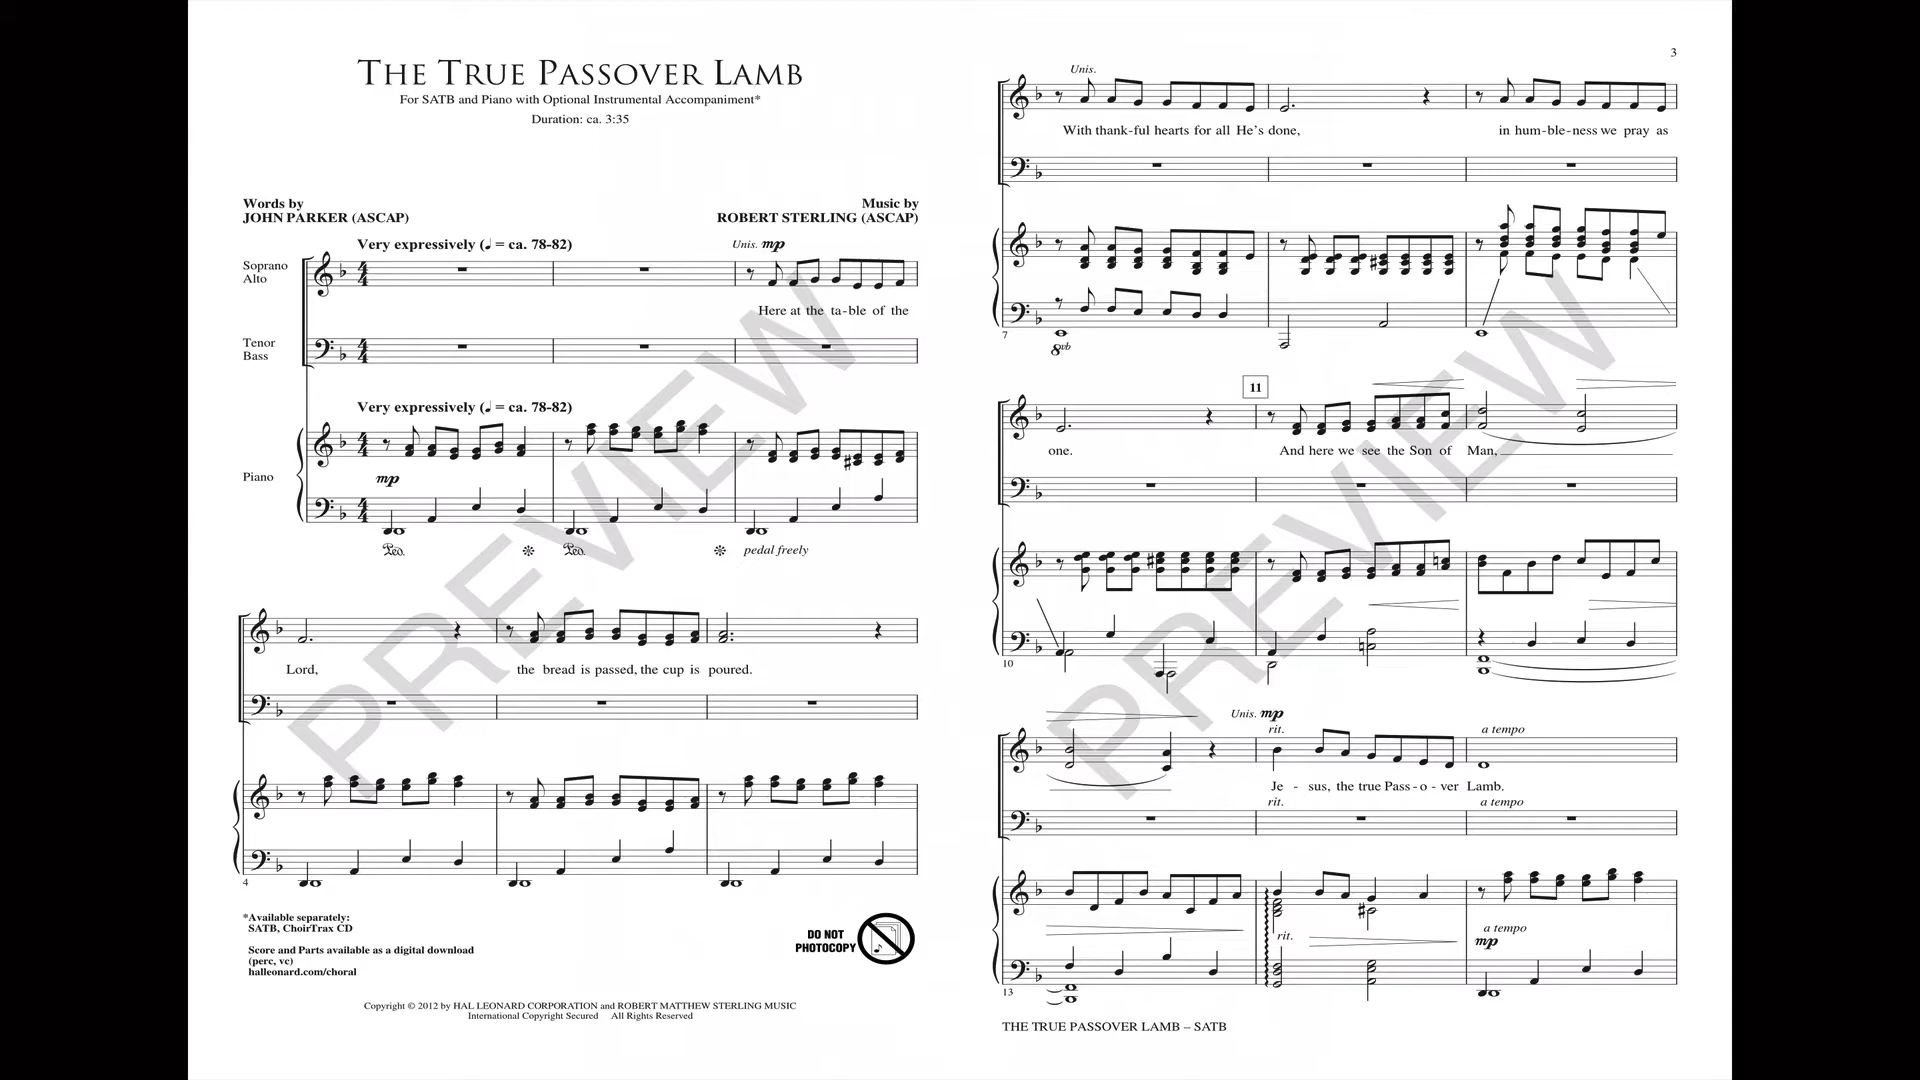 THE TRUE PASSOVER LAMB
For SATB and Piano with Optional Instrumental Accompaniment*
Duration: ca. 3:35
Words by
JOHN PARKER (ASCAP)
Music by
ROBERT STERLING (ASCAP)
Very expressively (♩ = ca. 78-82)
Unis. mp
Soprano
Alto
Here at the ta-ble of the
Tenor
Bass
Very expressively (♩ = ca. 78-82)
Piano
mp
Ped. * Ped. * pedal freely
Lord, the bread is passed, the cup is poured.
4
*Available separately:
SATB, ChoirTrax CD
Score and Parts available as a digital download
(perc, vc)
halleonard.com/choral
DO NOT
PHOTOCOPY
Copyright © 2012 by HAL LEONARD CORPORATION and ROBERT MATTHEW STERLING MUSIC
International Copyright Secured All Rights Reserved
PREVIEW
3
Unis.
With thank-ful hearts for all He's done, in hum-ble-ness we pray as
7
8vb
11
one. And here we see the Son of Man,
10
Unis. mp
rit. a tempo
Je - sus, the true Pass - o - ver Lamb.
rit. a tempo
a tempo
rit. mp
13
THE TRUE PASSOVER LAMB – SATB
PREVIEW